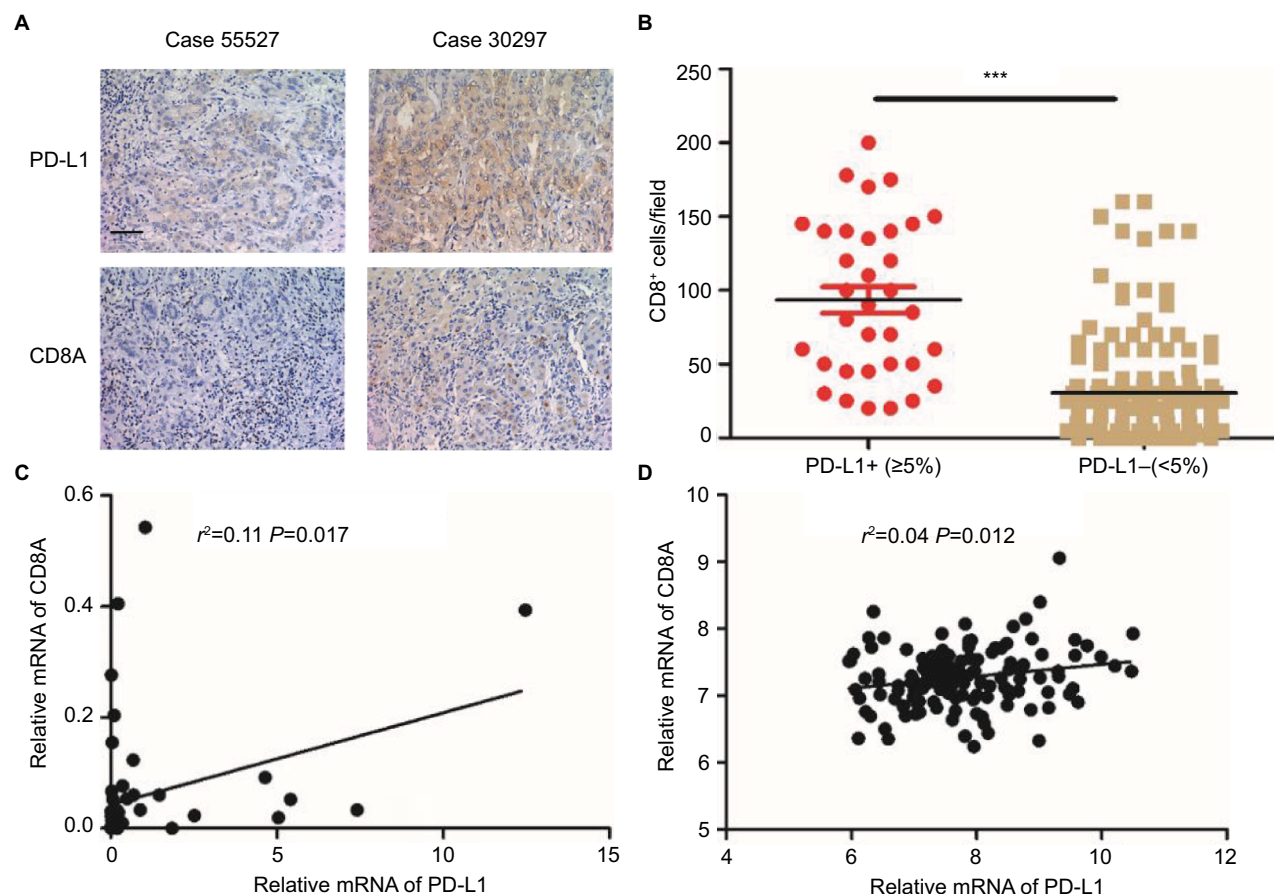 A
Case 55527
Case 30297
PD-L1
CD8A
B
***
CD8⁺ cells/field
250
200
150
100
50
0
PD-L1+ (≥5%)
PD-L1–(<5%)
C
r²=0.11 P=0.017
Relative mRNA of CD8A
0.6
0.4
0.2
0.0
0
5
10
15
Relative mRNA of PD-L1
D
r²=0.04 P=0.012
Relative mRNA of CD8A
10
9
8
7
6
5
4
6
8
10
12
Relative mRNA of PD-L1